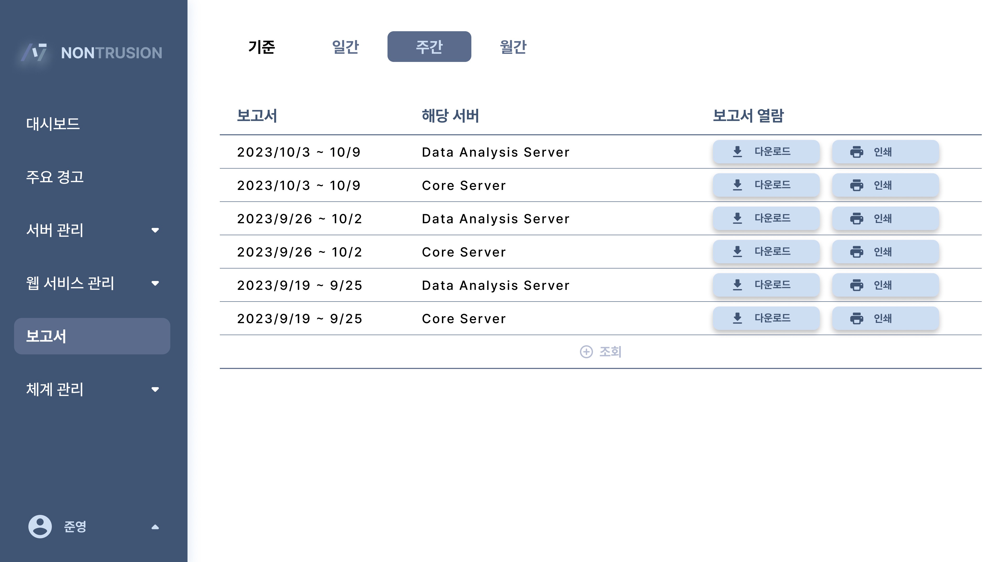 NONTRUSION
대시보드
주요 경고
서버 관리
웹 서비스 관리
보고서
체계 관리
준영
기준 일간 주간 월간
보고서 해당 서버 보고서 열람
2023/10/3 ~ 10/9 Data Analysis Server 다운로드 인쇄
2023/10/3 ~ 10/9 Core Server 다운로드 인쇄
2023/9/26 ~ 10/2 Data Analysis Server 다운로드 인쇄
2023/9/26 ~ 10/2 Core Server 다운로드 인쇄
2023/9/19 ~ 9/25 Data Analysis Server 다운로드 인쇄
2023/9/19 ~ 9/25 Core Server 다운로드 인쇄
조회